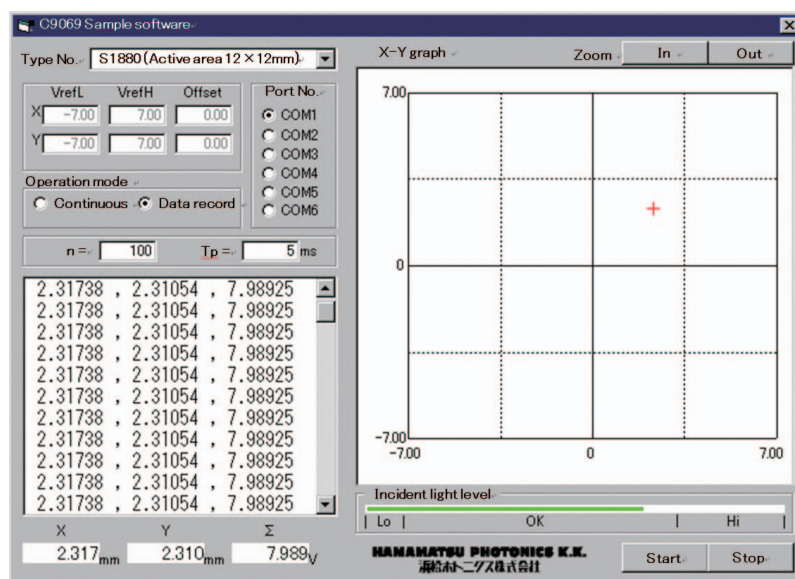 C9069 Sample software
Type No. S1880(Active area 12×12mm)
VrefL VrefH Offset
X -7.00 7.00 0.00
Y -7.00 7.00 0.00
Port No.
COM1
COM2
COM3
COM4
COM5
COM6
Operation mode
Continuous Data record
n = 100 Tp = 5 ms
2.31738 , 2.31054 , 7.98925
2.31738 , 2.31054 , 7.98925
2.31738 , 2.31054 , 7.98925
2.31738 , 2.31054 , 7.98925
2.31738 , 2.31054 , 7.98925
2.31738 , 2.31054 , 7.98925
2.31738 , 2.31054 , 7.98925
2.31738 , 2.31054 , 7.98925
2.31738 , 2.31054 , 7.98925
2.31738 , 2.31054 , 7.98925
2.31738 , 2.31054 , 7.98925
X Y Σ
2.317mm 2.310mm 7.989V
X-Y graph Zoom In Out
7.00
0
-7.00
-7.00 0 7.00
Incident light level
Lo OK Hi
HAMAMATSU PHOTONICS K.K.
浜松ホトニクス株式会社
Start Stop